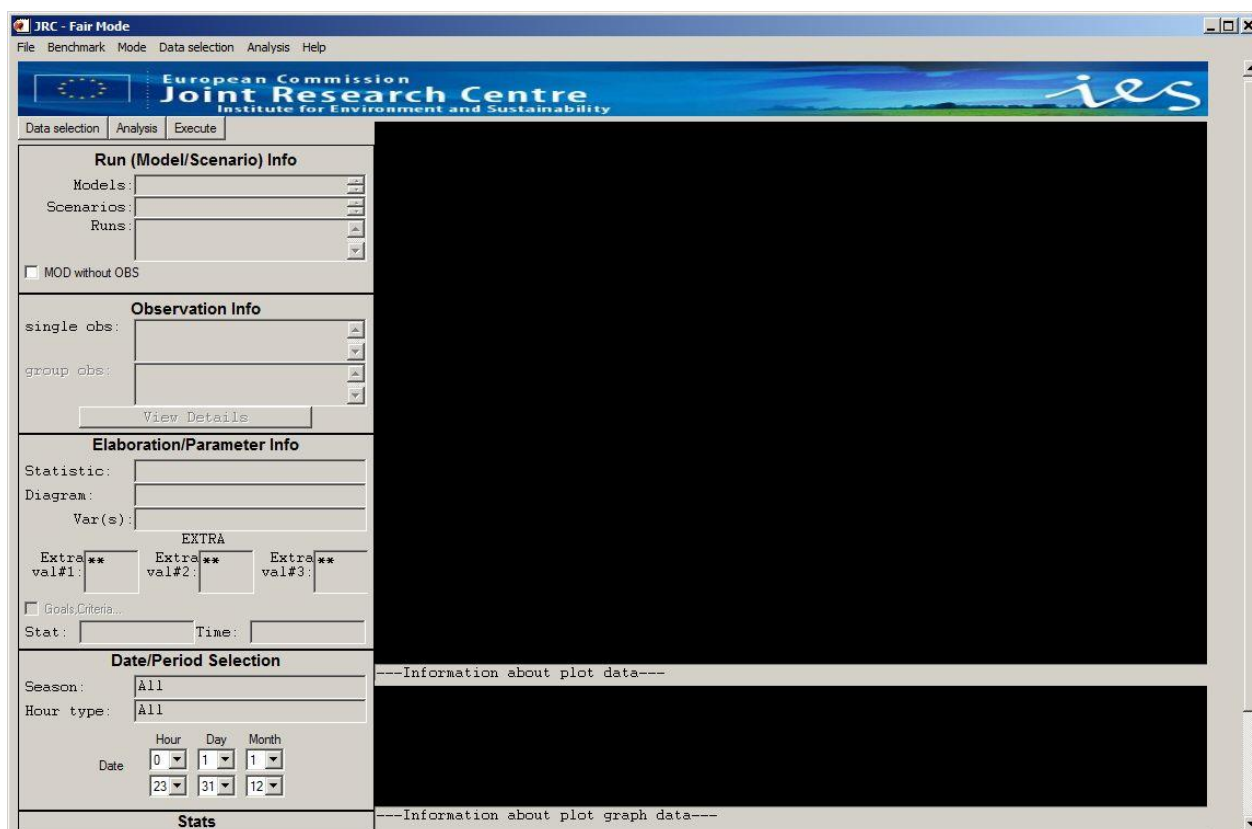 JRC - Fair Mode
File Benchmark Mode Data selection Analysis Help
European Commission
Joint Research Centre
Institute for Environment and Sustainability
ies
Data selection Analysis Execute
Run (Model/Scenario) Info
Models:
Scenarios:
Runs:
MOD without OBS
Observation Info
single obs:
group obs:
View Details
Elaboration/Parameter Info
Statistic:
Diagram:
Var(s):
EXTRA
Extra val#1: ** Extra val#2: ** Extra val#3: **
Goals,Criteria...
Stat: Time:
Date/Period Selection
Season: All
Hour type: All
Hour Day Month
Date 0 1 1
23 31 12
Stats
---Information about plot data---
---Information about plot graph data---